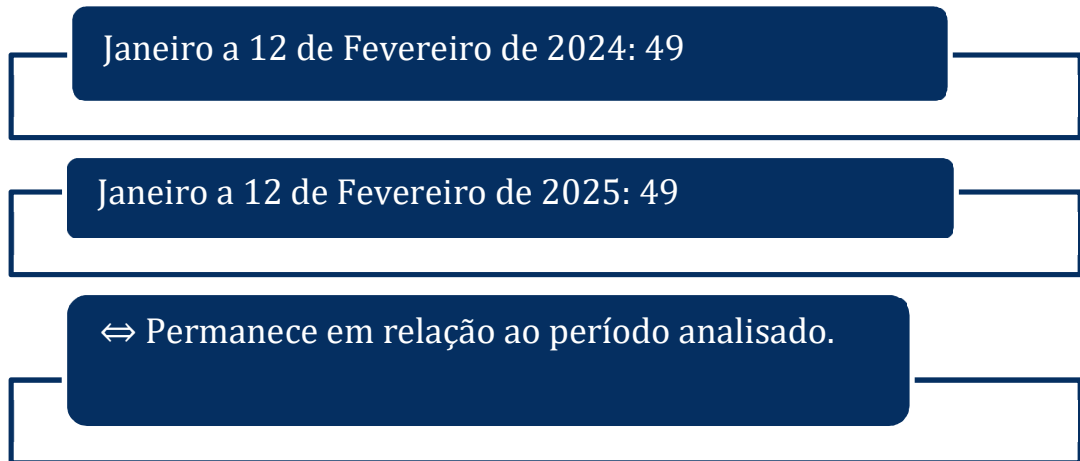 Janeiro a 12 de Fevereiro de 2024: 49
Janeiro a 12 de Fevereiro de 2025: 49
⇔ Permanece em relação ao período analisado.